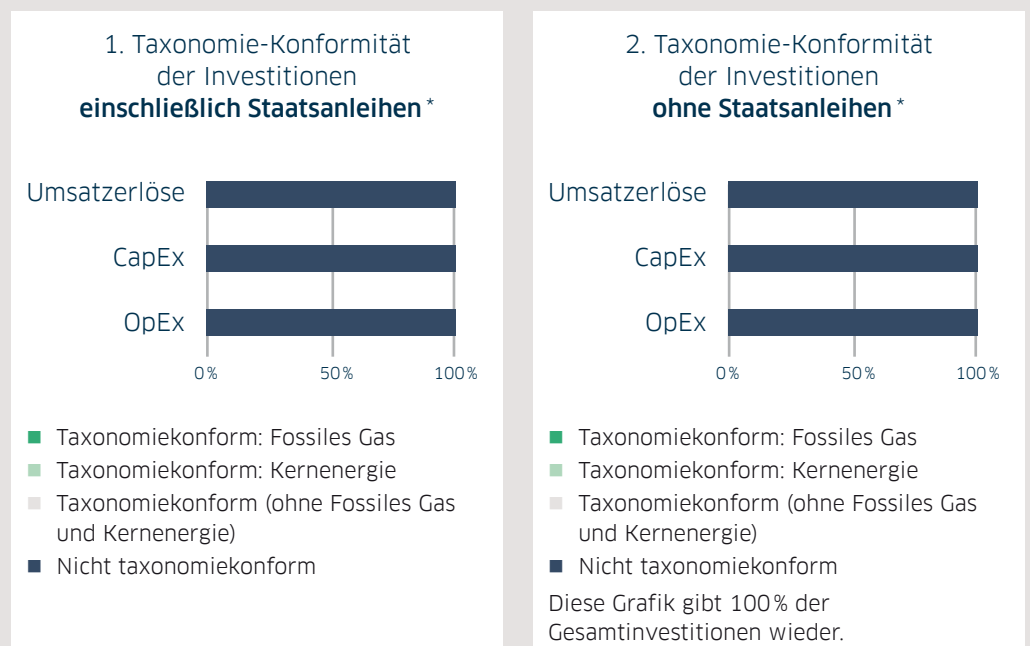 1. Taxonomie-Konformität
der Investitionen
einschließlich Staatsanleihen*
Umsatzerlöse
CapEx
OpEx
0%
50%
100%
Taxonomiekonform: Fossiles Gas
Taxonomiekonform: Kernenergie
Taxonomiekonform (ohne Fossiles Gas
und Kernenergie)
Nicht taxonomiekonform
2. Taxonomie-Konformität
der Investitionen
ohne Staatsanleihen*
Umsatzerlöse
CapEx
OpEx
0%
50%
100%
Taxonomiekonform: Fossiles Gas
Taxonomiekonform: Kernenergie
Taxonomiekonform (ohne Fossiles Gas
und Kernenergie)
Nicht taxonomiekonform
Diese Grafik gibt 100% der
Gesamtinvestitionen wieder.